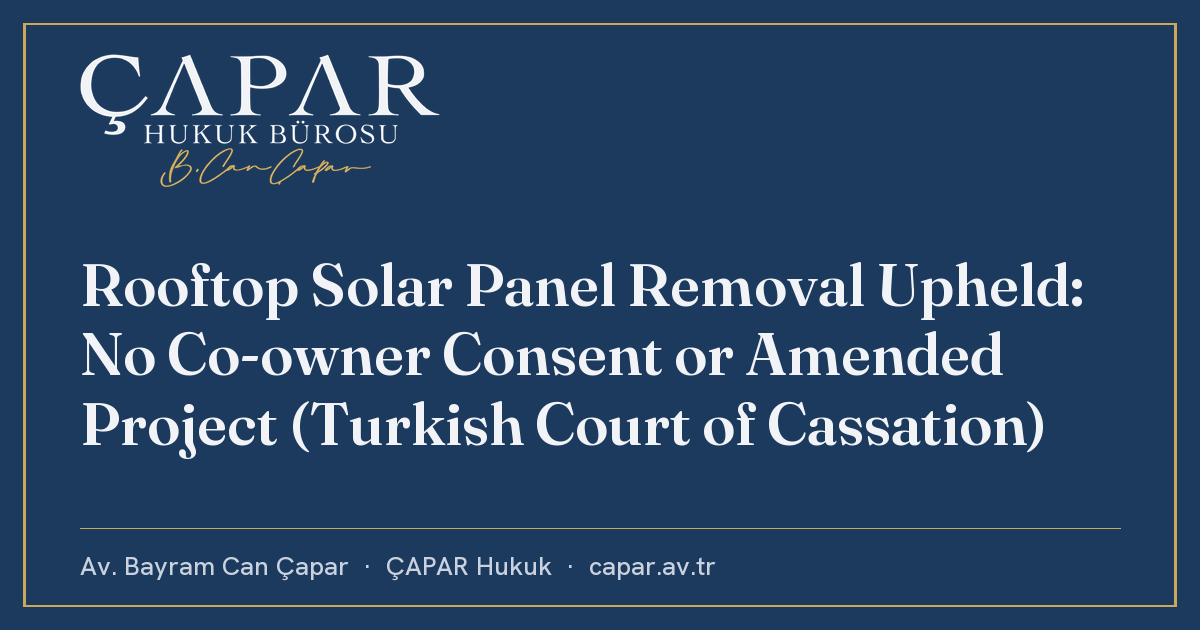 ÇAPAR
HUKUK BÜROSU
B.Can Çapar
Rooftop Solar Panel Removal Upheld:
No Co-owner Consent or Amended
Project (Turkish Court of Cassation)
Av. Bayram Can Çapar · ÇAPAR Hukuk · capar.av.tr